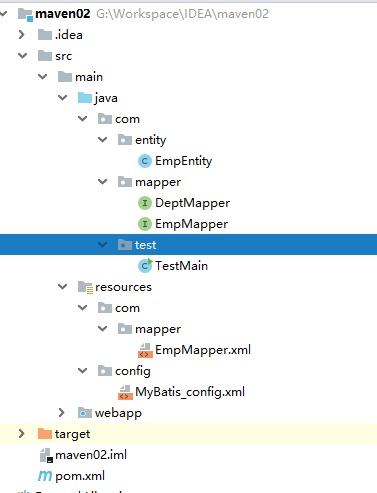 maven02 G:\Workspace\IDEA\maven02
.idea
src
main
java
com
entity
EmpEntity
mapper
DeptMapper
EmpMapper
test
TestMain
resources
com
mapper
EmpMapper.xml
config
MyBatis_config.xml
webapp
target
maven02.iml
pom.xml